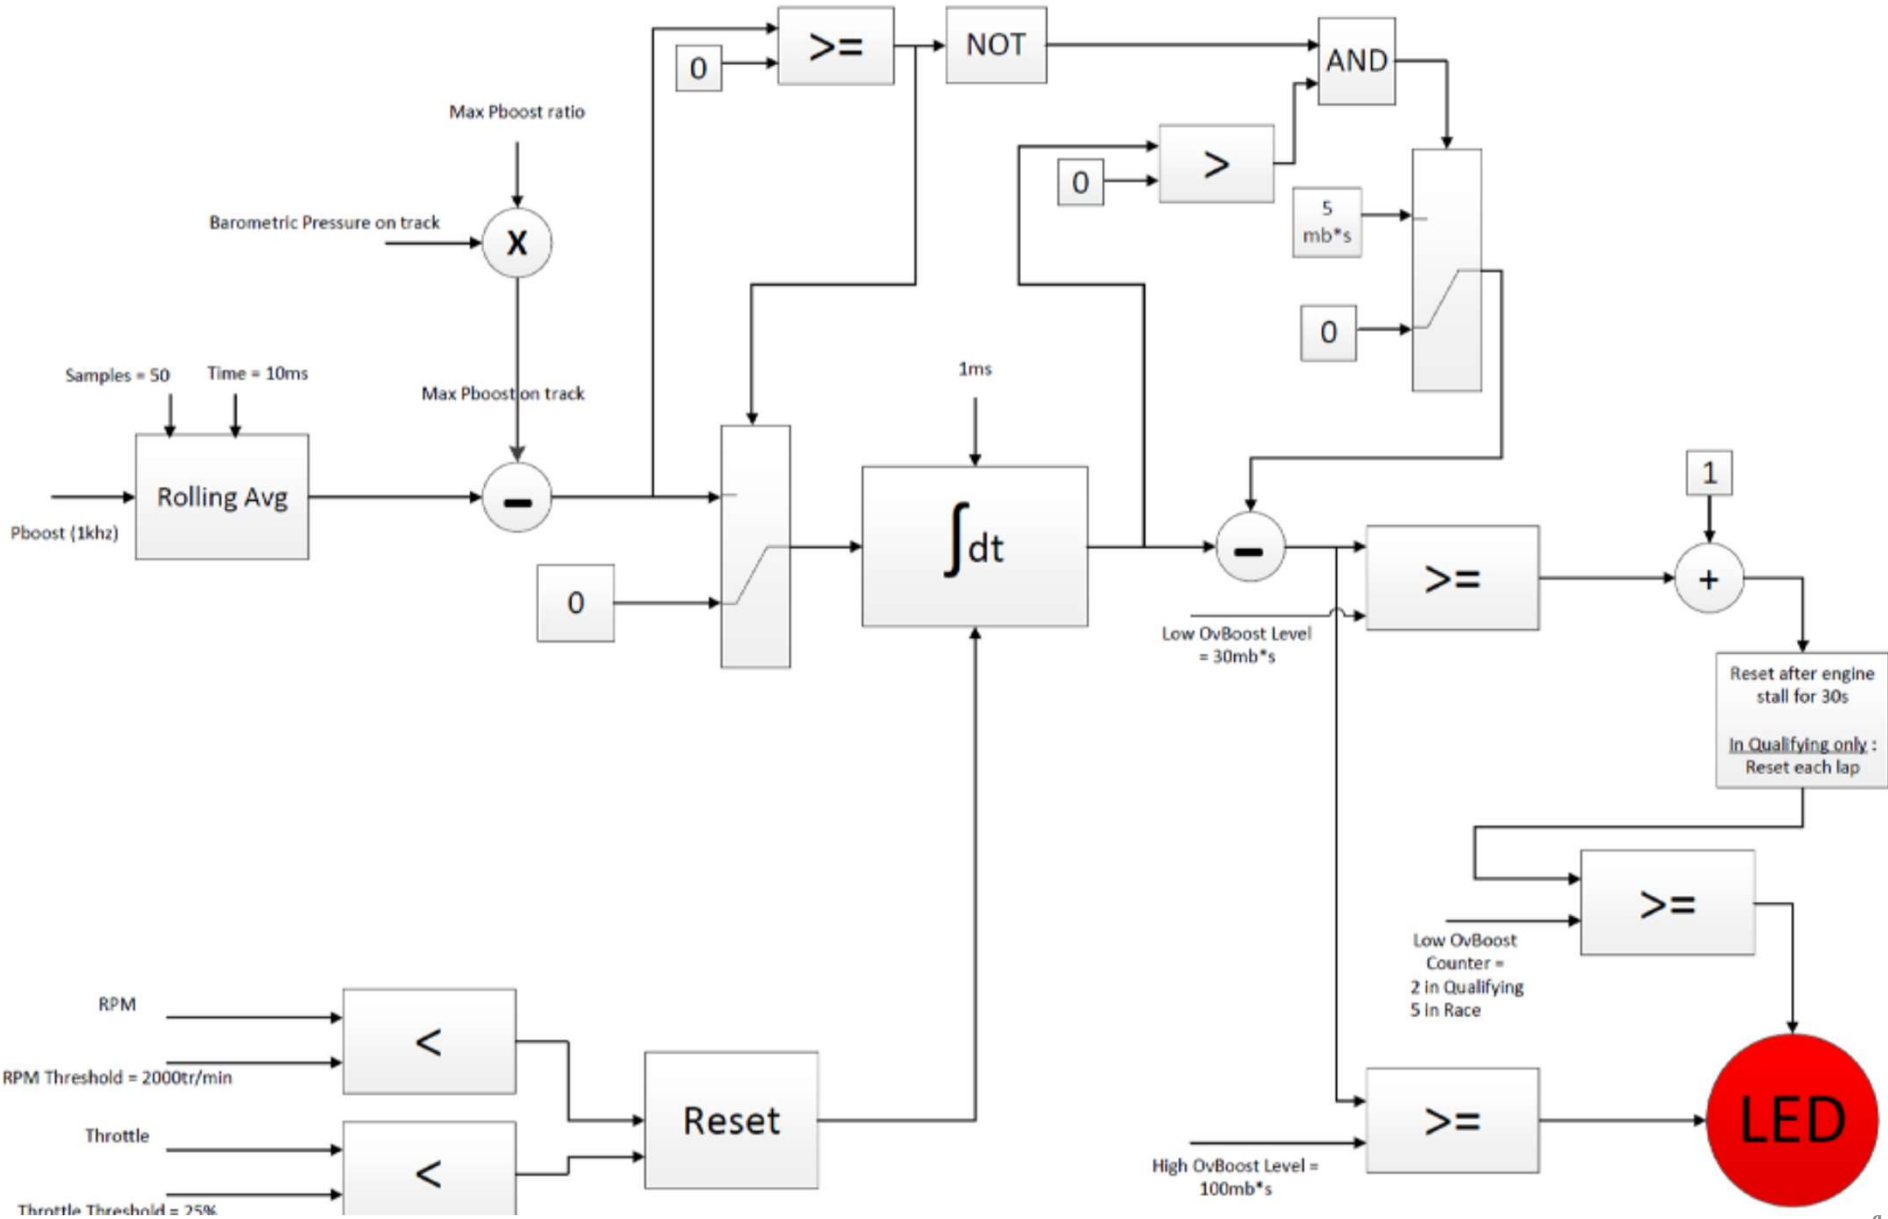 >=
NOT
AND
0
Max Pboost ratio
>
0
5
mb*s
Barometric Pressure on track
X
0
Samples = 50
Time = 10ms
1ms
Max Pboost on track
Rolling Avg
-
Pboost (1khz)
∫dt
-
1
>=
+
0
Low OvBoost Level
= 30mb*s
Reset after engine
stall for 30s
In Qualifying only :
Reset each lap
>=
Low OvBoost
Counter =
2 in Qualifying
5 in Race
RPM
<
RPM Threshold = 2000tr/min
Reset
>=
LED
Throttle
<
High OvBoost Level =
100mb*s
Throttle Threshold = 25%